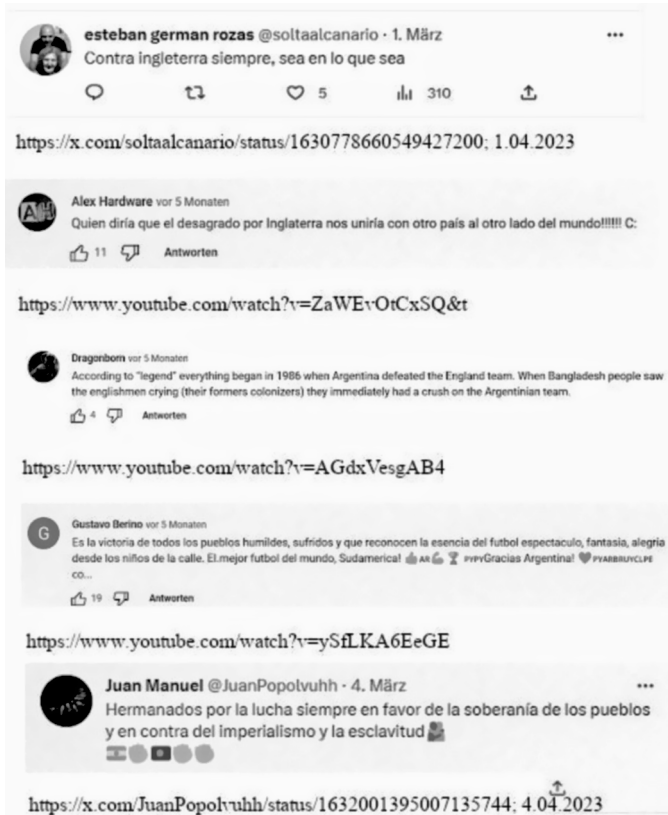 esteban german rozas @soltaalcanario · 1. März
Contra ingleterra siempre, sea en lo que sea
5 310
https://x.com/soltaalcanario/status/1630778660549427200; 1.04.2023
AH
Alex Hardware vor 5 Monaten
Quien diría que el desagrado por Inglaterra nos uniría con otro país al otro lado del mundo!!!!!! C:
11 Antworten
https://www.youtube.com/watch?v=ZaWEvOtCxSQ&t
Dragonborn vor 5 Monaten
According to "legend" everything began in 1986 when Argentina defeated the England team. When Bangladesh people saw
the englishmen crying (their formers colonizers) they immediately had a crush on the Argentinian team.
4 Antworten
https://www.youtube.com/watch?v=AGdxVesgAB4
G
Gustavo Berino vor 5 Monaten
Es la victoria de todos los pueblos humildes, sufridos y que reconocen la esencia del futbol espectaculo, fantasia, alegria
desde los niños de la calle. El.mejor futbol del mundo, Sudamerica! 👍AR💪🏆 PYPYGracias Argentina! ❤️PYARBRUYCLPE
co...
19 Antworten
https://www.youtube.com/watch?v=ySfLKA6EeGE
Juan Manuel @JuanPopolvuhh · 4. März
Hermanados por la lucha siempre en favor de la soberanía de los pueblos
y en contra del imperialismo y la esclavitud
https://x.com/JuanPopolvuhh/status/1632001395007135744; 4.04.2023